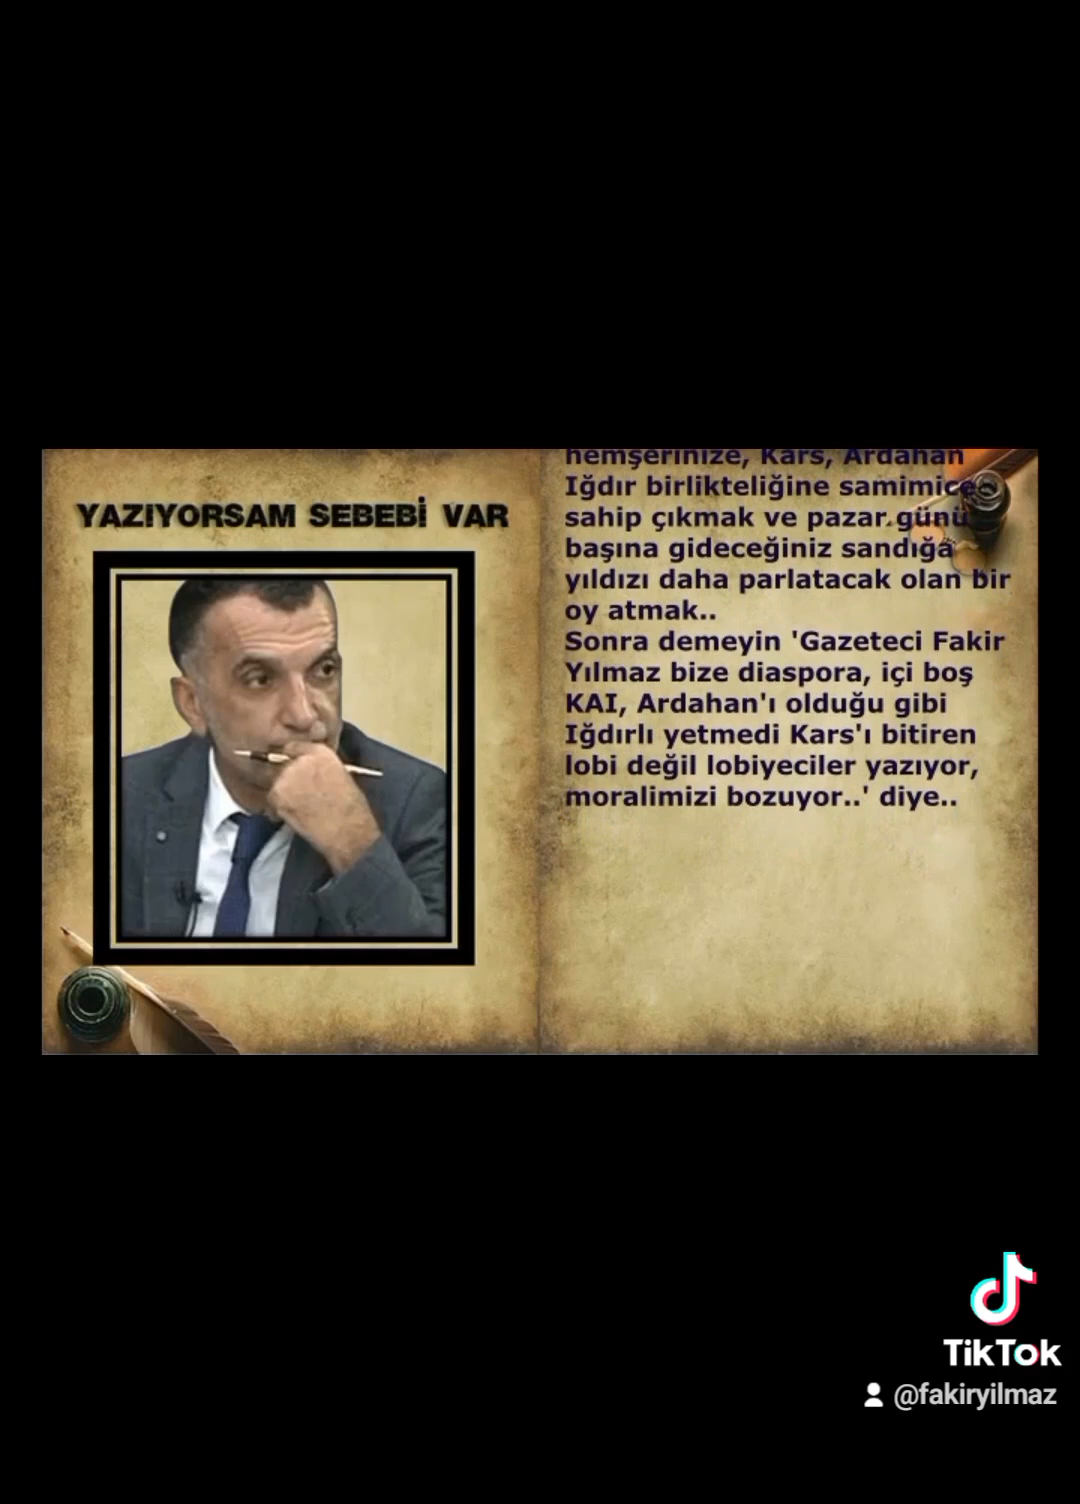 YAZIYORSAM SEBEBİ VAR
hemşerinize, Kars, Ardahan
Iğdır birlikteliğine samimice
sahip çıkmak ve pazar günü
başına gideceğiniz sandığa
yıldızı daha parlatacak olan bir
oy atmak..
Sonra demeyin 'Gazeteci Fakir
Yılmaz bize diaspora, içi boş
KAI, Ardahan'ı olduğu gibi
Iğdırlı yetmedi Kars'ı bitiren
lobi değil lobiyeciler yazıyor,
moralimizi bozuyor..' diye..
TikTok
@fakiryilmaz